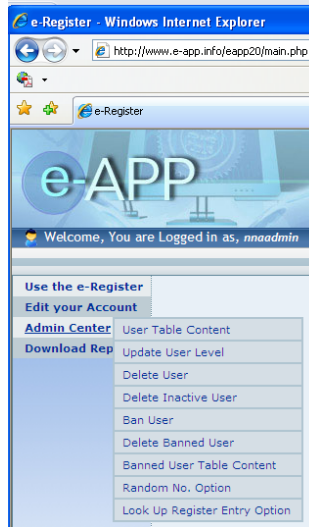 e-Register - Windows Internet Explorer
http://www.e-app.info/eapp20/main.php
e-Register
e-APP
Welcome, You are Logged in as, nnaadmin
Use the e-Register
Edit your Account
Admin Center
Download Rep
User Table Content
Update User Level
Delete User
Delete Inactive User
Ban User
Delete Banned User
Banned User Table Content
Random No. Option
Look Up Register Entry Option